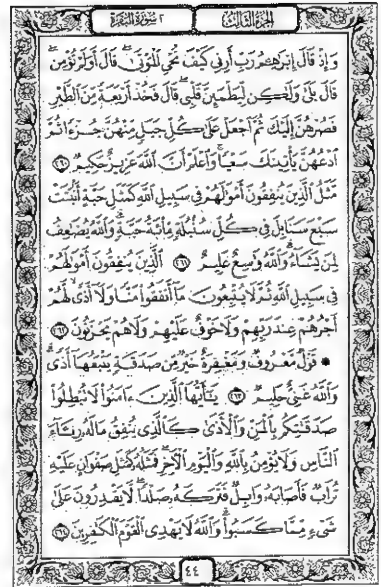 الجزء الثالث ٢ سورة البقرة
وَإِذْ قَالَ إِبْرَٰهِـۧمُ رَبِّ أَرِنِى كَيْفَ تُحْىِ ٱلْمَوْتَىٰ ۖ قَالَ أَوَلَمْ تُؤْمِن ۖ
قَالَ بَلَىٰ وَلَـٰكِن لِّيَطْمَئِنَّ قَلْبِى ۖ قَالَ فَخُذْ أَرْبَعَةً مِّنَ ٱلطَّيْرِ
فَصُرْهُنَّ إِلَيْكَ ثُمَّ ٱجْعَلْ عَلَىٰ كُلِّ جَبَلٍ مِّنْهُنَّ جُزْءًا ثُمَّ
ٱدْعُهُنَّ يَأْتِينَكَ سَعْيًا ۚ وَٱعْلَمْ أَنَّ ٱللَّهَ عَزِيزٌ حَكِيمٌ ٢٦٠
مَّثَلُ ٱلَّذِينَ يُنفِقُونَ أَمْوَٰلَهُمْ فِى سَبِيلِ ٱللَّهِ كَمَثَلِ حَبَّةٍ أَنۢبَتَتْ
سَبْعَ سَنَابِلَ فِى كُلِّ سُنۢبُلَةٍ مِّا۟ئَةُ حَبَّةٍ ۗ وَٱللَّهُ يُضَـٰعِفُ
لِمَن يَشَآءُ ۗ وَٱللَّهُ وَٰسِعٌ عَلِيمٌ ٢٦١ ٱلَّذِينَ يُنفِقُونَ أَمْوَٰلَهُمْ
فِى سَبِيلِ ٱللَّهِ ثُمَّ لَا يُتْبِعُونَ مَآ أَنفَقُوا۟ مَنًّا وَلَآ أَذًى ۙ لَّهُمْ
أَجْرُهُمْ عِندَ رَبِّهِمْ وَلَا خَوْفٌ عَلَيْهِمْ وَلَا هُمْ يَحْزَنُونَ ٢٦٢
۞ قَوْلٌ مَّعْرُوفٌ وَمَغْفِرَةٌ خَيْرٌ مِّن صَدَقَةٍ يَتْبَعُهَآ أَذًى ۗ
وَٱللَّهُ غَنِىٌّ حَلِيمٌ ٢٦٣ يَـٰٓأَيُّهَا ٱلَّذِينَ ءَامَنُوا۟ لَا تُبْطِلُوا۟
صَدَقَـٰتِكُم بِٱلْمَنِّ وَٱلْأَذَىٰ كَٱلَّذِى يُنفِقُ مَالَهُۥ رِئَآءَ
ٱلنَّاسِ وَلَا يُؤْمِنُ بِٱللَّهِ وَٱلْيَوْمِ ٱلْـَٔاخِرِ ۖ فَمَثَلُهُۥ كَمَثَلِ صَفْوَانٍ عَلَيْهِ
تُرَابٌ فَأَصَابَهُۥ وَابِلٌ فَتَرَكَهُۥ صَلْدًا ۖ لَّا يَقْدِرُونَ عَلَىٰ
شَىْءٍ مِّمَّا كَسَبُوا۟ ۗ وَٱللَّهُ لَا يَهْدِى ٱلْقَوْمَ ٱلْكَـٰفِرِينَ ٢٦٤
٤٤